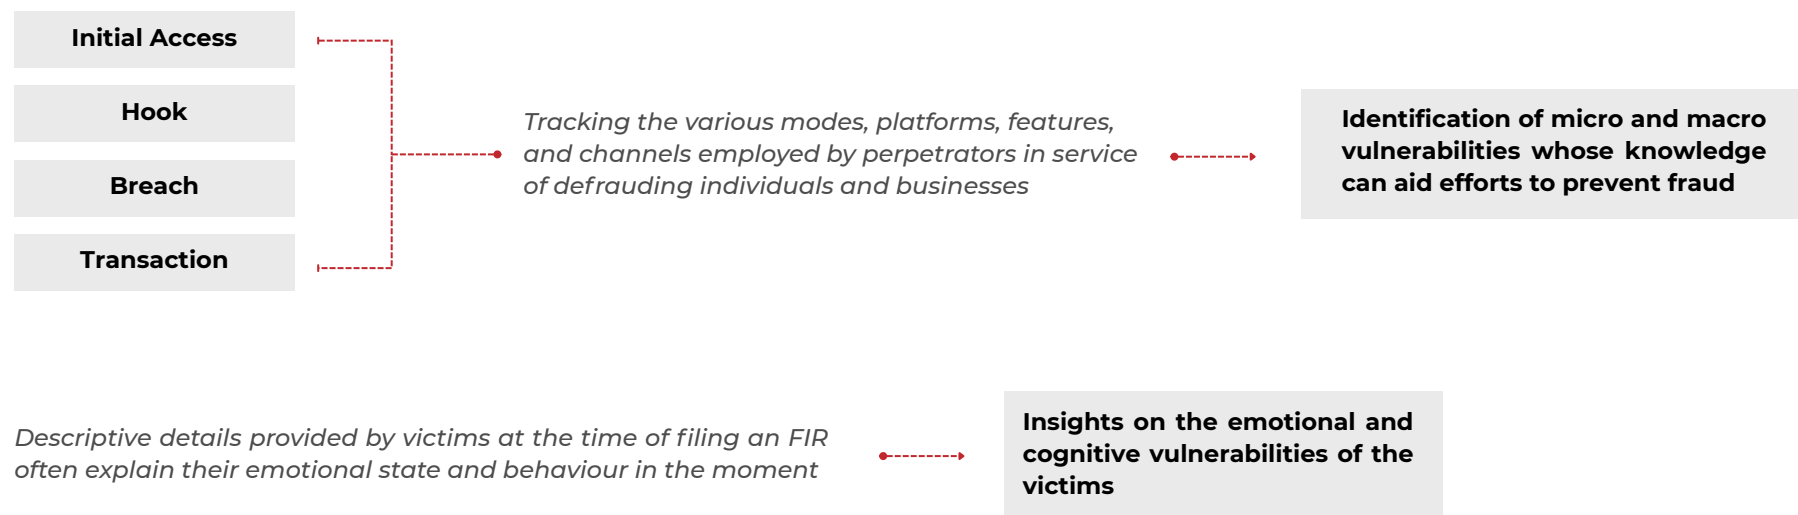 Initial Access
Hook
Breach
Transaction
Tracking the various modes, platforms, features,
and channels employed by perpetrators in service
of defrauding individuals and businesses
Identification of micro and macro
vulnerabilities whose knowledge
can aid efforts to prevent fraud
Descriptive details provided by victims at the time of filing an FIR
often explain their emotional state and behaviour in the moment
Insights on the emotional and
cognitive vulnerabilities of the
victims